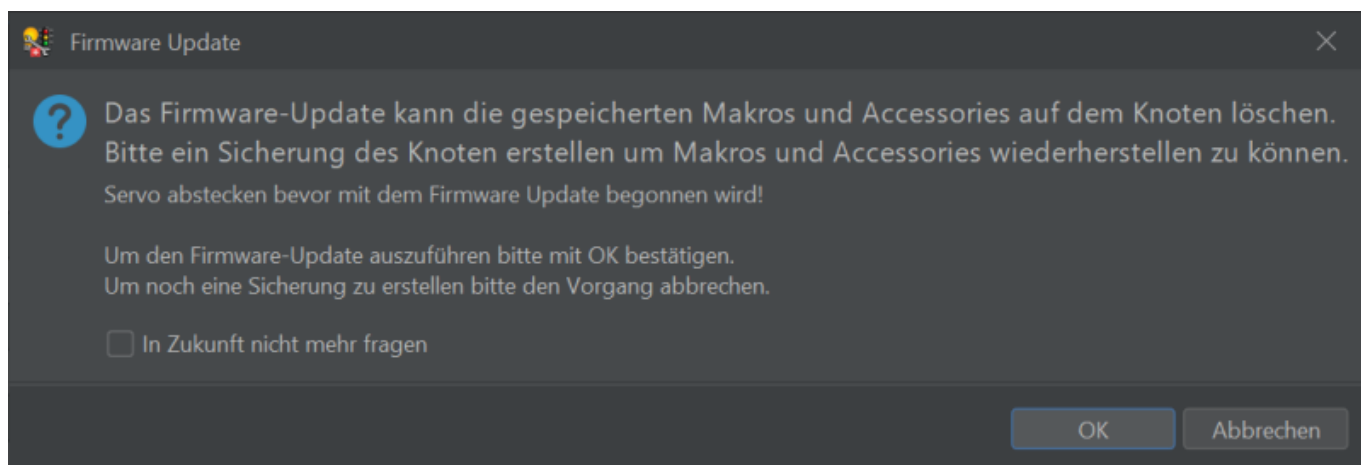 Firmware Update
Das Firmware-Update kann die gespeicherten Makros und Accessories auf dem Knoten löschen.
Bitte ein Sicherung des Knoten erstellen um Makros und Accessories wiederherstellen zu können.
Servo abstecken bevor mit dem Firmware Update begonnen wird!
Um den Firmware-Update auszuführen bitte mit OK bestätigen.
Um noch eine Sicherung zu erstellen bitte den Vorgang abbrechen.
In Zukunft nicht mehr fragen
OK Abbrechen